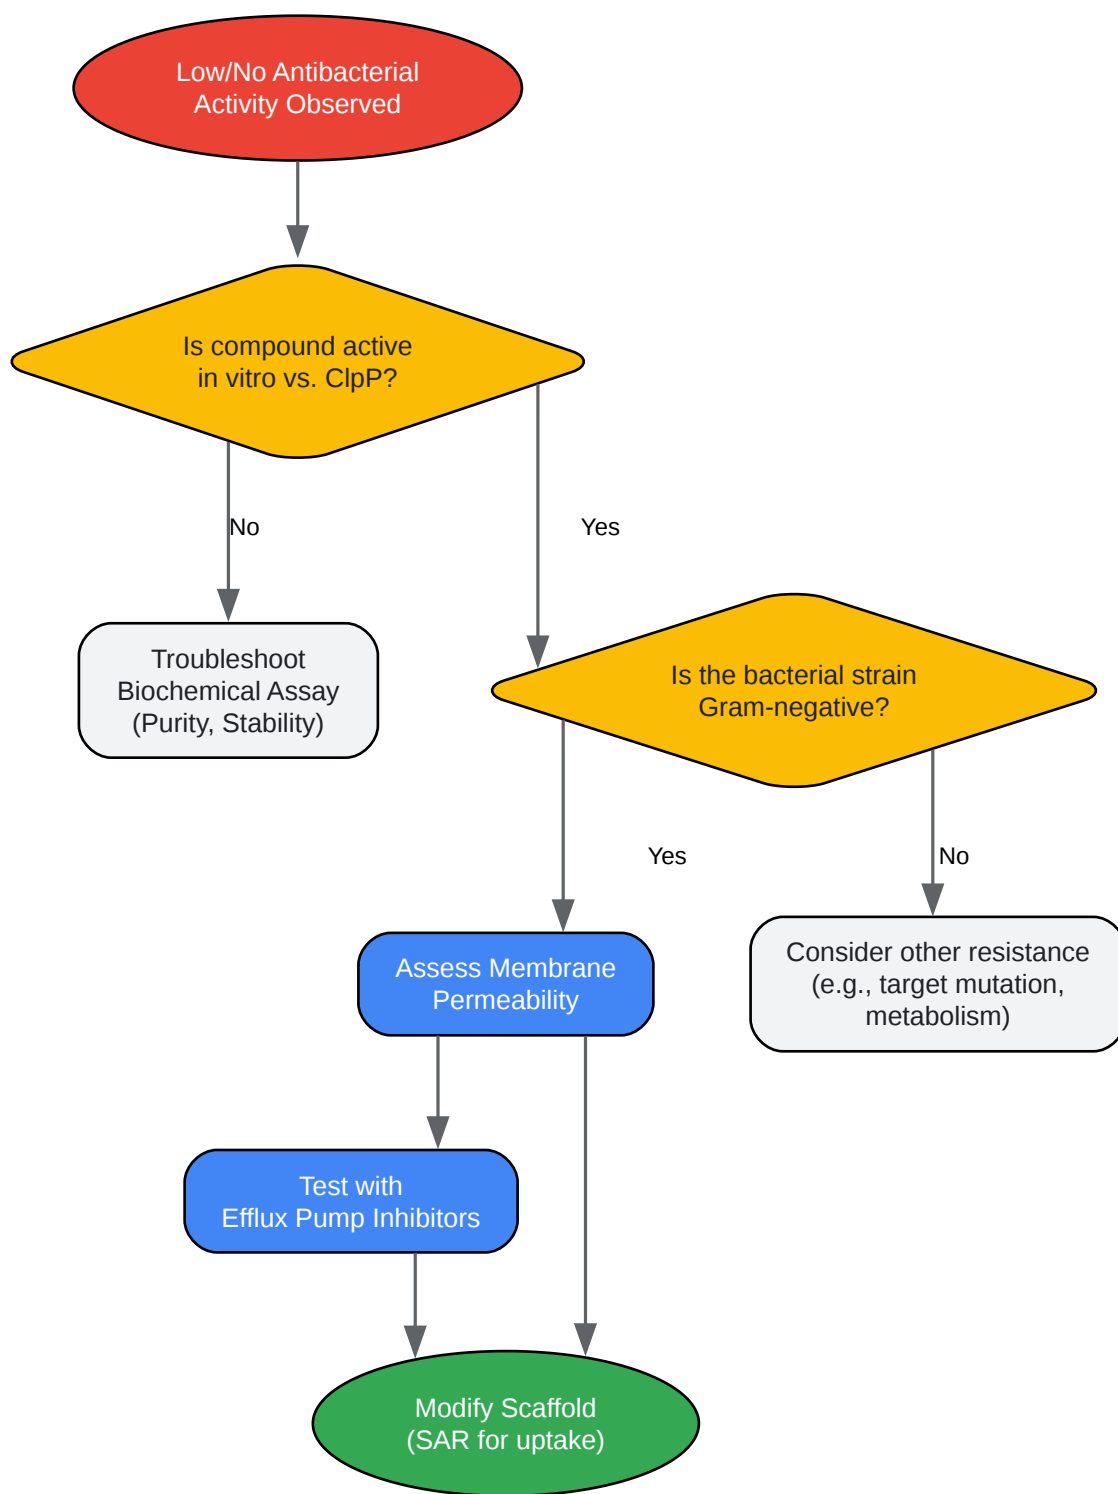 Low/No Antibacterial
Activity Observed
Is compound active
in vitro vs. ClpP?
No
Yes
Troubleshoot
Biochemical Assay
(Purity, Stability)
Is the bacterial strain
Gram-negative?
Yes
No
Assess Membrane
Permeability
Consider other resistance
(e.g., target mutation,
metabolism)
Test with
Efflux Pump Inhibitors
Modify Scaffold
(SAR for uptake)